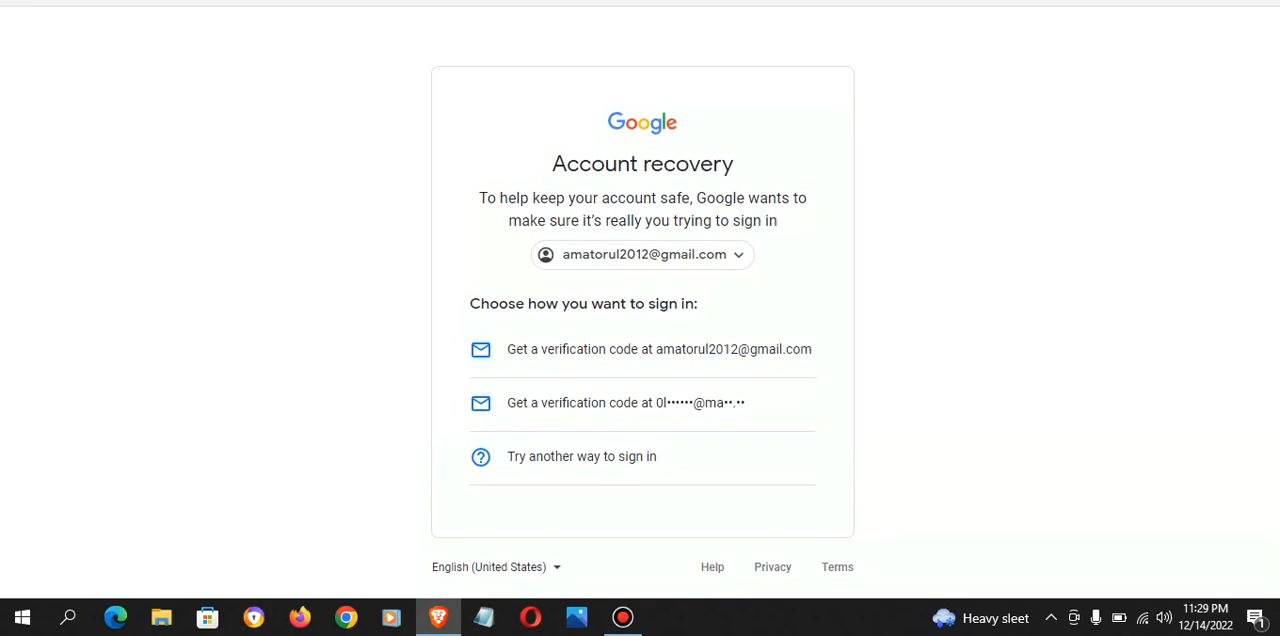 Google
Account recovery
To help keep your account safe, Google wants to
make sure it's really you trying to sign in
amatorul2012@gmail.com
Choose how you want to sign in:
Get a verification code at amatorul2012@gmail.com
Get a verification code at 0l••••••@ma••.••
Try another way to sign in
English (United States)
Help
Privacy
Terms
Heavy sleet
11:29 PM
12/14/2022
1